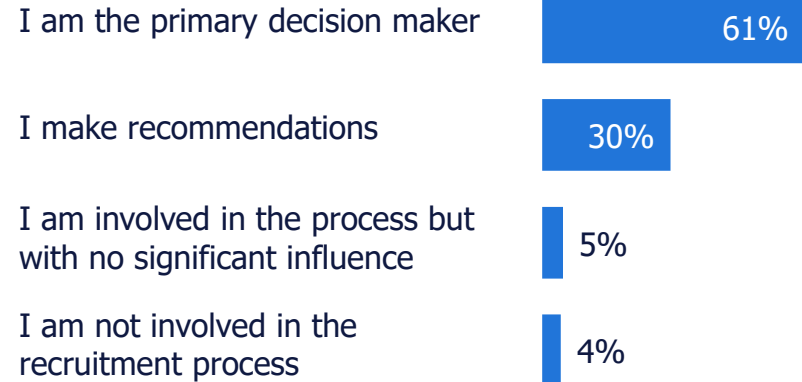 I am the primary decision maker
61%
I make recommendations
30%
I am involved in the process but
with no significant influence
5%
I am not involved in the
recruitment process
4%